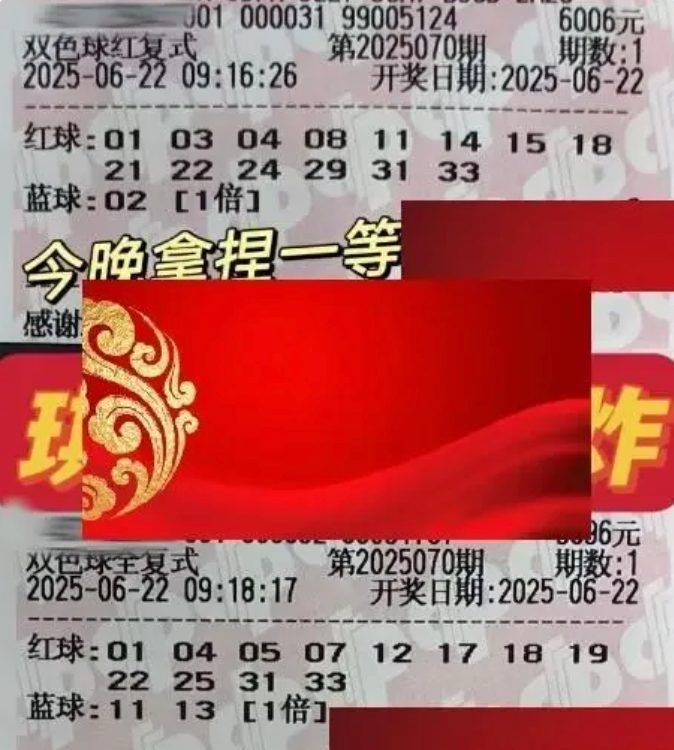 001 000031 99005124 6006元
双色球红复式 第2025070期 期数:1
2025-06-22 09:16:26 开奖日期:2025-06-22
红球:01 03 04 08 11 14 15 18
21 22 24 29 31 33
蓝球:02 [1倍]
今晚拿捏一等
感谢
炸
元
双色球全复式 第2025070期 期数:1
2025-06-22 09:18:17 开奖日期:2025-06-22
红球:01 04 05 07 12 17 18 19
22 25 31 33
蓝球:11 13 [1倍]